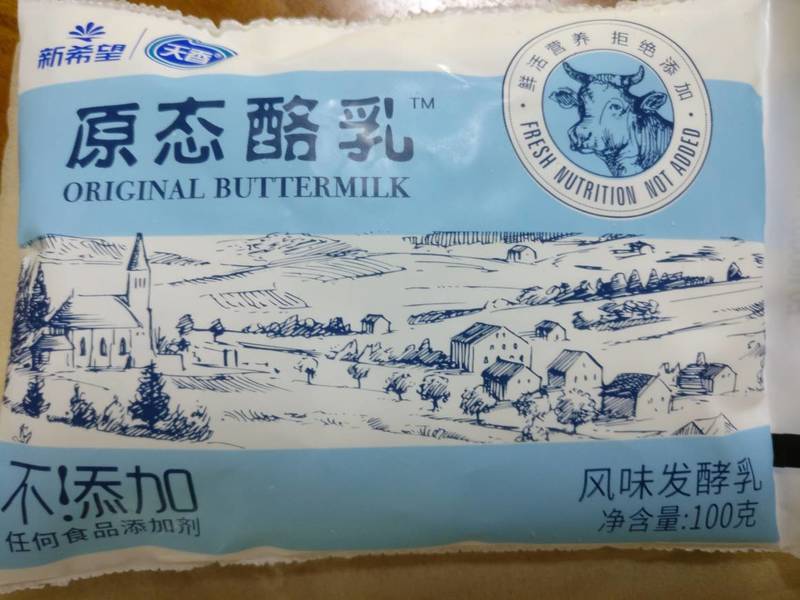 新希望
天香
鲜活营养 拒绝添加
FRESH NUTRITION NOT ADDED
原态酪乳™
ORIGINAL BUTTERMILK
不!添加
任何食品添加剂
风味发酵乳
净含量:100克